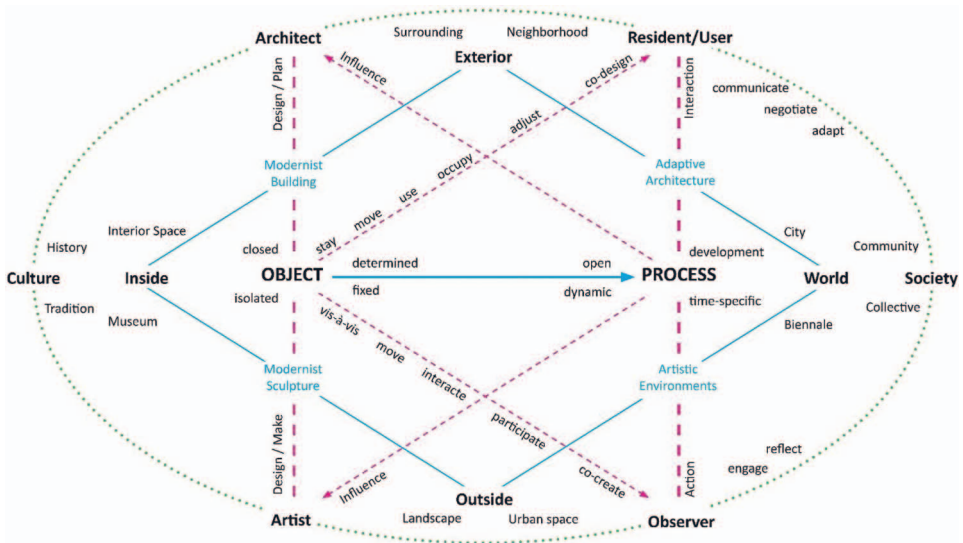 Architect
Surrounding
Neighborhood
Resident/User
Exterior
Influence
co-design
Design / Plan
Interaction
communicate
negotiate
adapt
adjust
occupy
use
move
stay
Modernist
Building
Adaptive
Architecture
Interior Space
City
History
closed
development
Community
determined
open
Culture
Inside
OBJECT
PROCESS
World
Society
fixed
dynamic
isolated
time-specific
Tradition
Museum
Biennale
Collective
vis-à-vis
move
interacte
participate
co-create
Modernist
Sculpture
Artistic
Environments
Design / Make
Influence
Action
reflect
engage
Outside
Artist
Landscape
Urban space
Observer